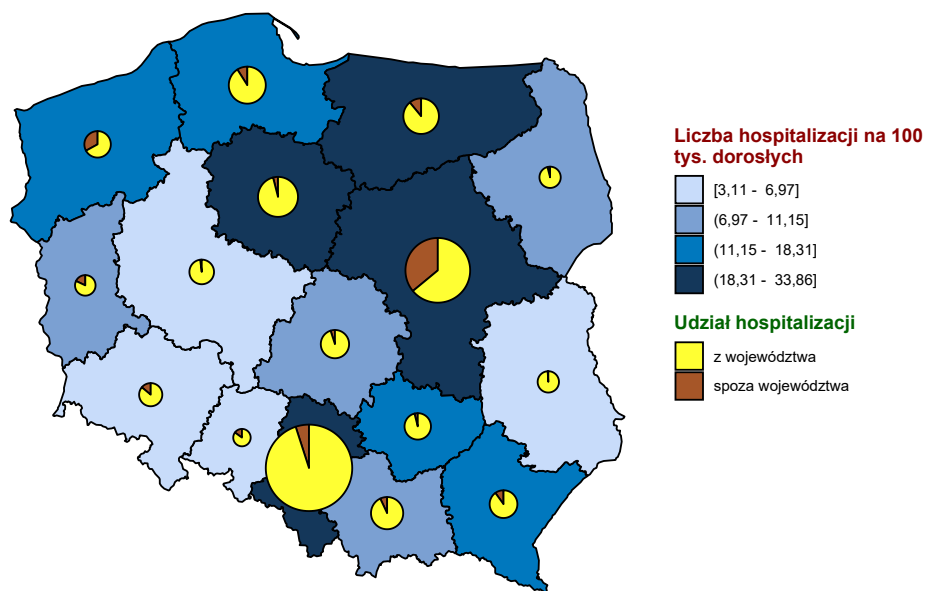 Liczba hospitalizacji na 100
tys. dorosłych
[3,11 - 6,97]
(6,97 - 11,15]
(11,15 - 18,31]
(18,31 - 33,86]
Udział hospitalizacji
z województwa
spoza województwa